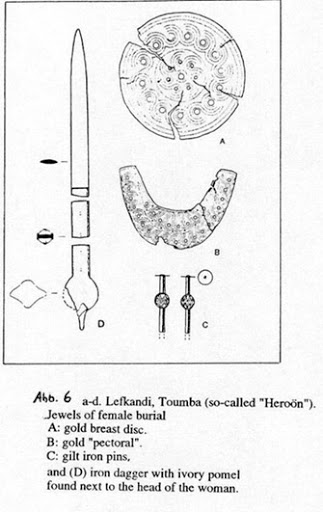 A
B
C
D
Abb. 6 a-d. Lefkandi, Toumba (so-called "Heroön").
Jewels of female burial
A: gold breast disc.
B: gold "pectoral".
C: gilt iron pins,
and (D) iron dagger with ivory pomel
found next to the head of the woman.